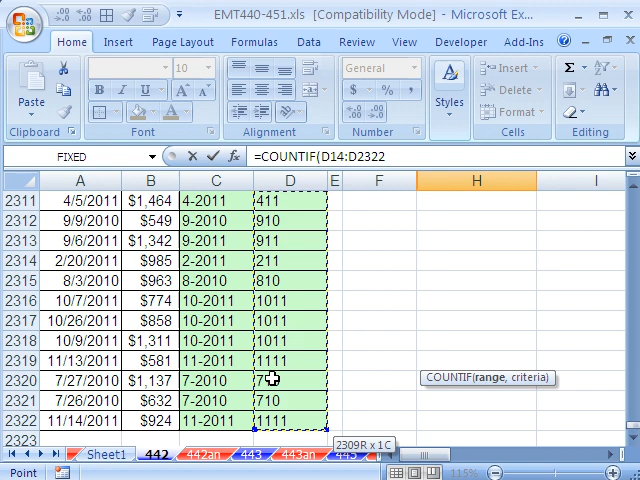 EMT440-451.xls [Compatibility Mode] - Microsoft Ex...
Home Insert Page Layout Formulas Data Review View Developer Add-Ins
Paste
Clipboard
10
B I U
Font
Alignment
General
$ % ,
Number
Styles
Insert
Delete
Format
Cells
Σ
Editing
FIXED fx =COUNTIF(D14:D2322
A B C D E F H I
2311 4/5/2011 $1,464 4-2011 411
2312 9/9/2010 $549 9-2010 910
2313 9/6/2011 $1,342 9-2011 911
2314 2/20/2011 $985 2-2011 211
2315 8/3/2010 $963 8-2010 810
2316 10/7/2011 $774 10-2011 1011
2317 10/26/2011 $858 10-2011 1011
2318 10/9/2011 $1,311 10-2011 1011
2319 11/13/2011 $581 11-2011 1111
2320 7/27/2010 $1,137 7-2010
2321 7/26/2010 $632 7-2010 710
2322 11/14/2011 $924 11-2011 1111
2323
COUNTIF(range, criteria)
2309R x 1C
Sheet1 442 442an 443 443an 445
Point
115%